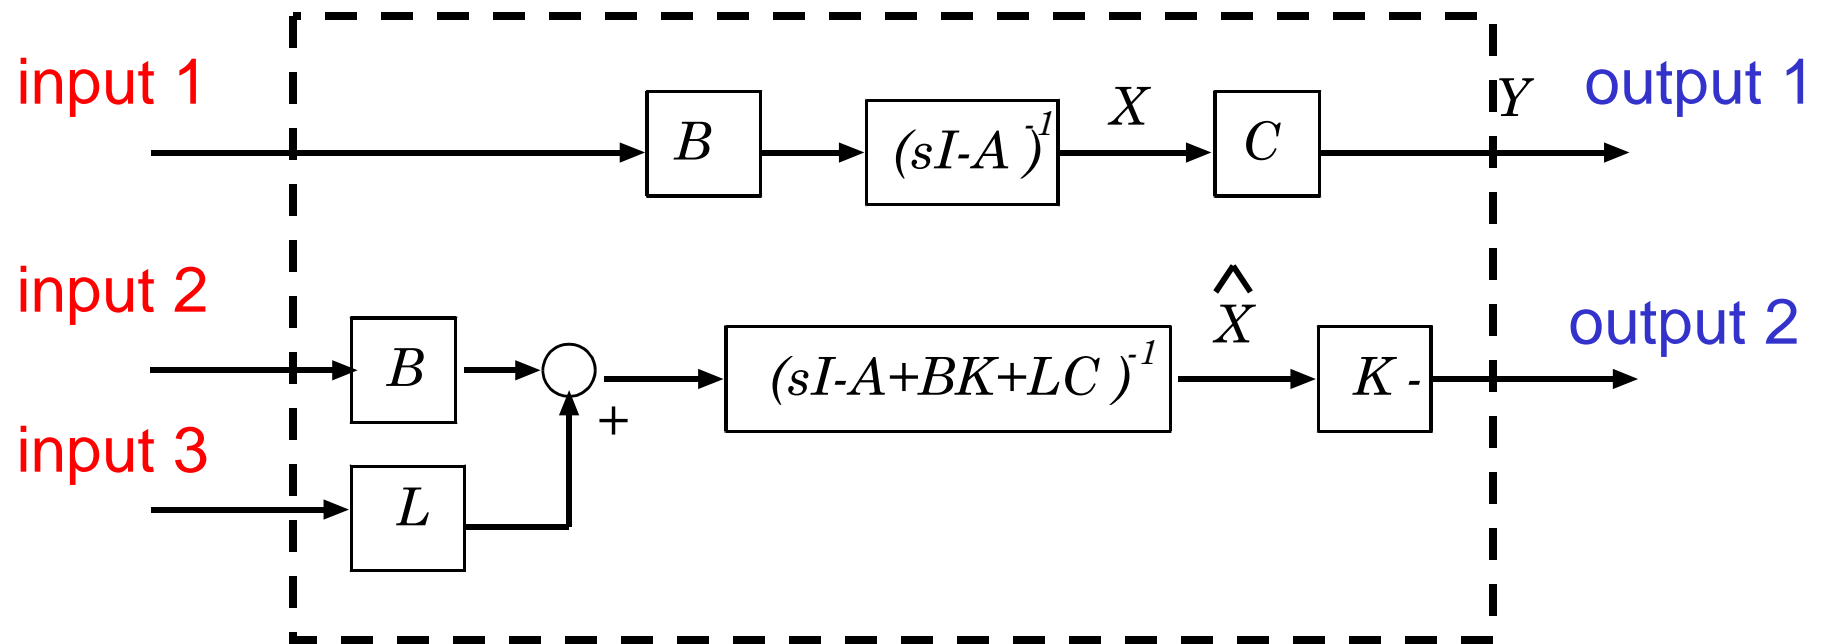 input 1
B
(sI-A )^-1
X
C
Y
output 1
input 2
B
+
(sI-A+BK+LC )^-1
X̂
K -
output 2
input 3
L